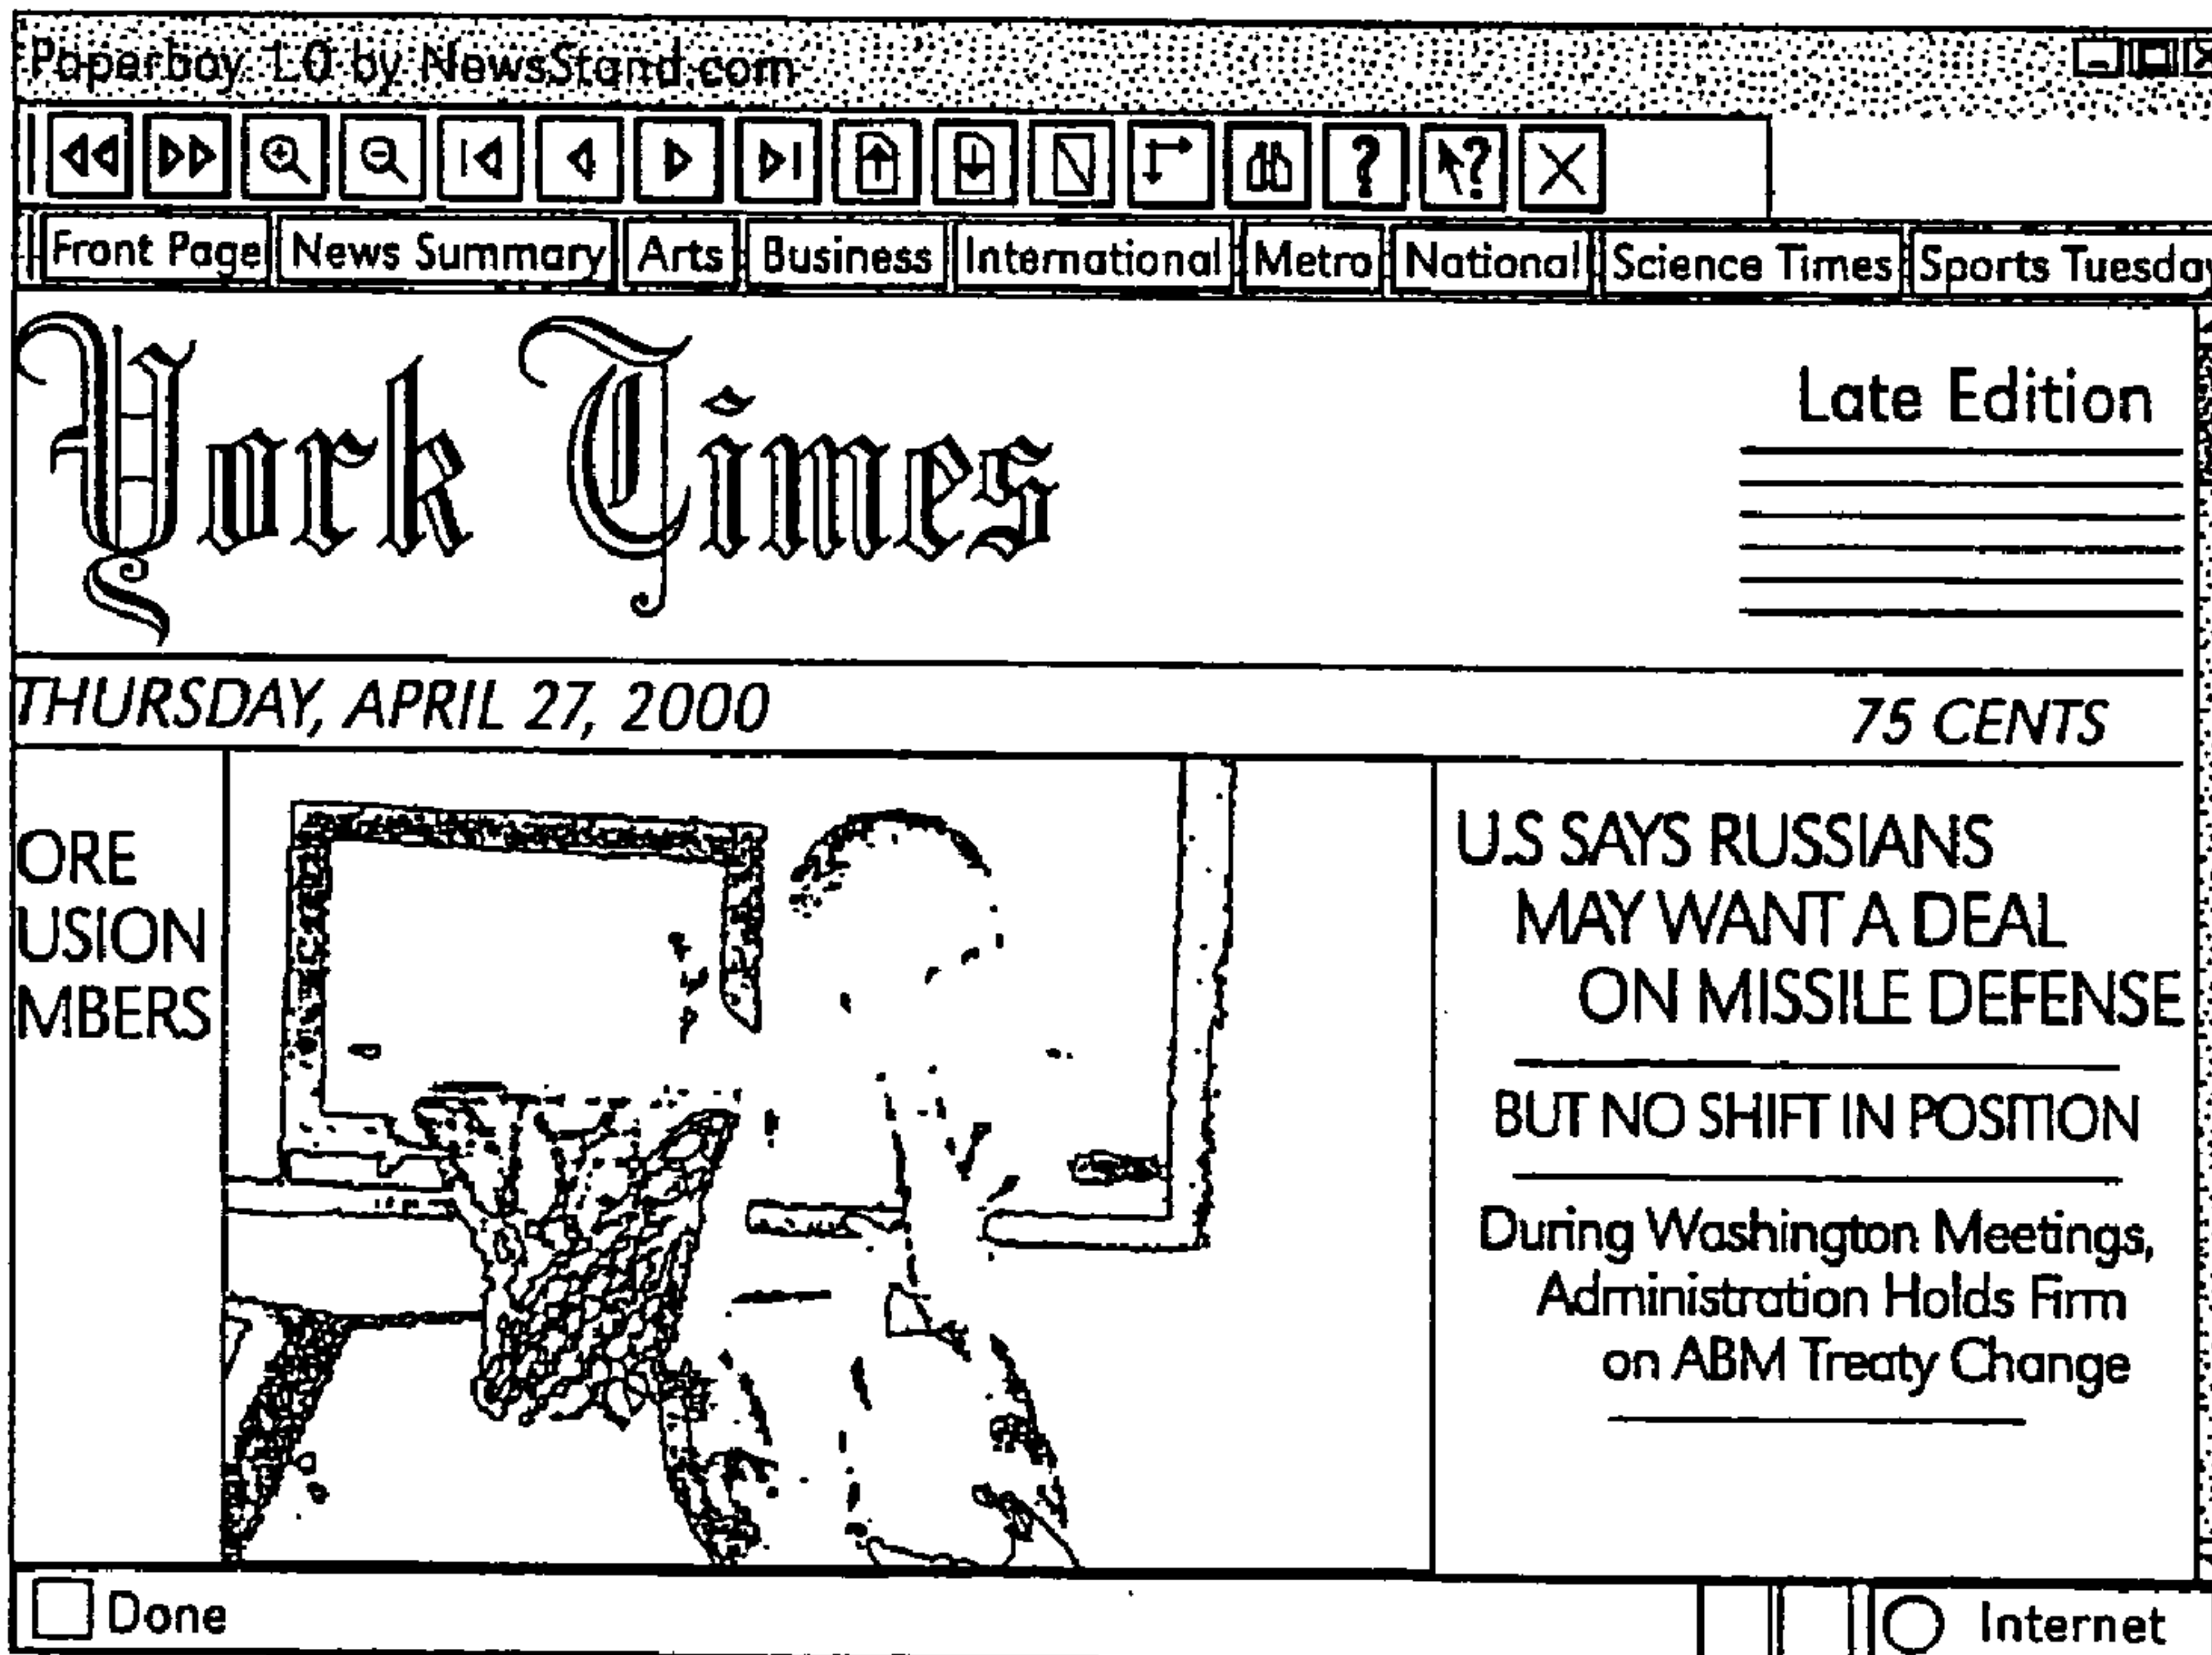 Paperboy 1.0 by NewsStand.com
Front Page News Summary Arts Business International Metro National Science Times Sports Tuesday
York Times
Late Edition
THURSDAY, APRIL 27, 2000
75 CENTS
ORE
USION
MBERS
U.S SAYS RUSSIANS
MAY WANT A DEAL
ON MISSILE DEFENSE
BUT NO SHIFT IN POSITION
During Washington Meetings,
Administration Holds Firm
on ABM Treaty Change
Done
Internet